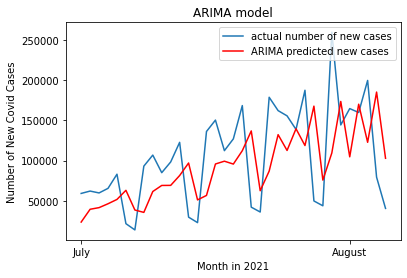 ARIMA model
actual number of new cases
ARIMA predicted new cases
Number of New Covid Cases
250000
200000
150000
100000
50000
July
August
Month in 2021